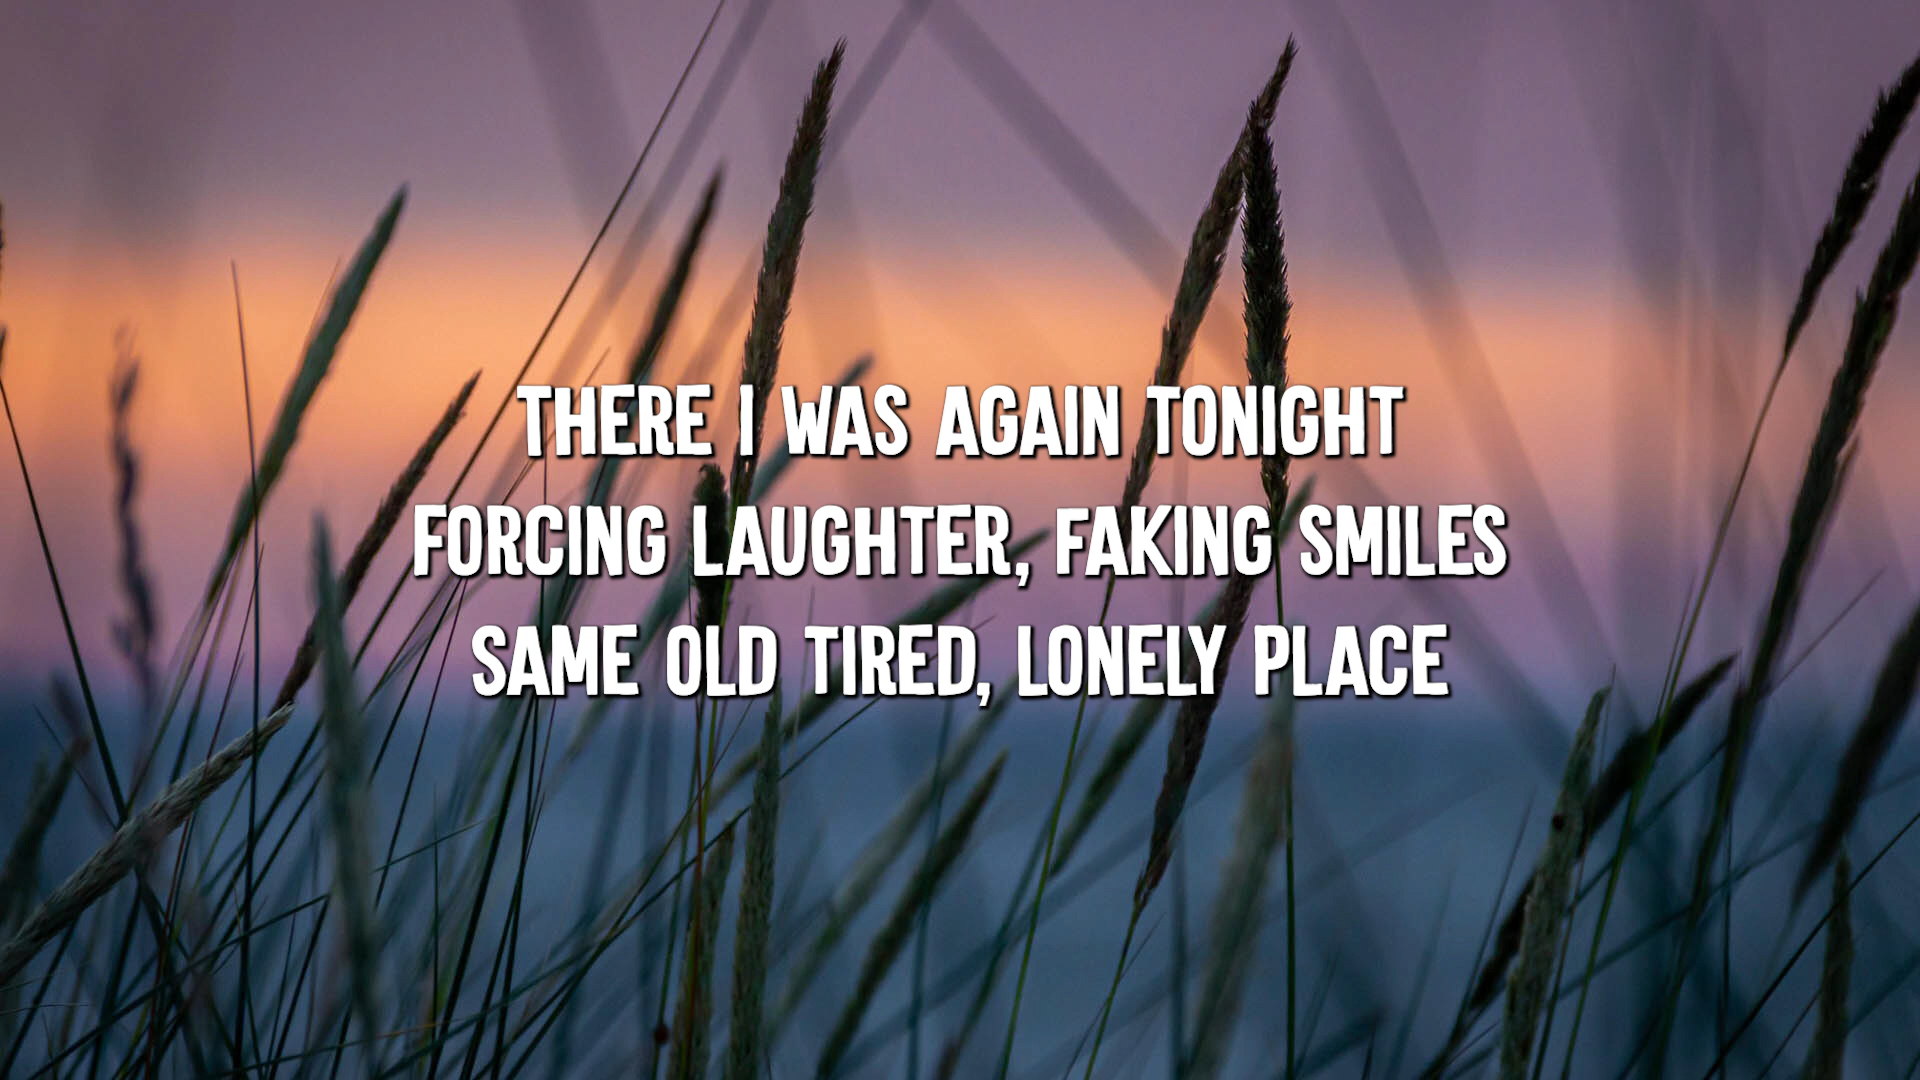 THERE I WAS AGAIN TONIGHT
FORCING LAUGHTER, FAKING SMILES
SAME OLD TIRED, LONELY PLACE